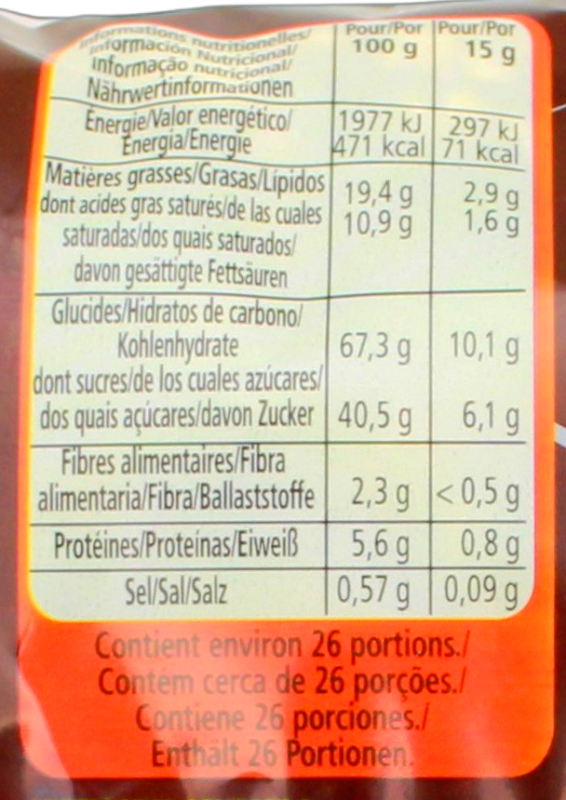 Informations nutritionnelles/
Información Nutricional/
Informação nutricional/
Nährwertinformationen
Pour/Por Pour/Por
100 g 15 g
Energie/Valor energético/ 1977 kJ 297 kJ
Energía/Energie 471 kcal 71 kcal
Matières grasses/Grasas/Lípidos 19,4 g 2,9 g
dont acides gras saturés/de las cuales 10,9 g 1,6 g
saturadas/dos quais saturados/
davon gesättigte Fettsäuren
Glucides/Hidratos de carbono/
Kohlenhydrate 67,3 g 10,1 g
dont sucres/de los cuales azúcares/
dos quais açúcares/davon Zucker 40,5 g 6,1 g
Fibres alimentaires/Fibra
alimentaria/Fibra/Ballaststoffe 2,3 g < 0,5 g
Protéines/Proteínas/Eiweiß 5,6 g 0,8 g
Sel/Sal/Salz 0,57 g 0,09 g
Contient environ 26 portions./
Contém cerca de 26 porções./
Contiene 26 porciones./
Enthält 26 Portionen.